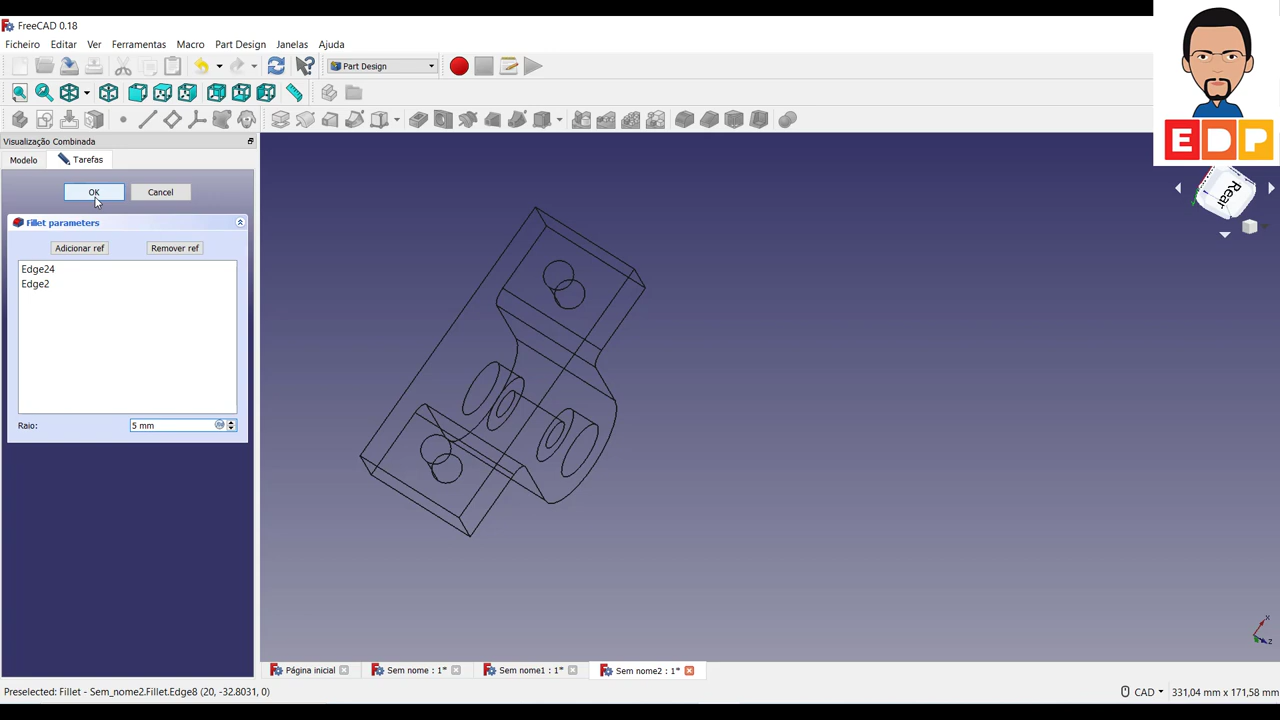 FreeCAD 0.18
Ficheiro Editar Ver Ferramentas Macro Part Design Janelas Ajuda
Part Design
Visualização Combinada
Modelo Tarefas
OK Cancel
Fillet parameters
Adicionar ref Remover ref
Edge24
Edge2
Raio: 5 mm
EDP
Rear
X
Z
Página inicial Sem nome : 1* Sem nome1 : 1* Sem nome2 : 1*
Preselected: Fillet - Sem_nome2.Fillet.Edge8 (20, -32.8031, 0) CAD 331,04 mm x 171,58 mm